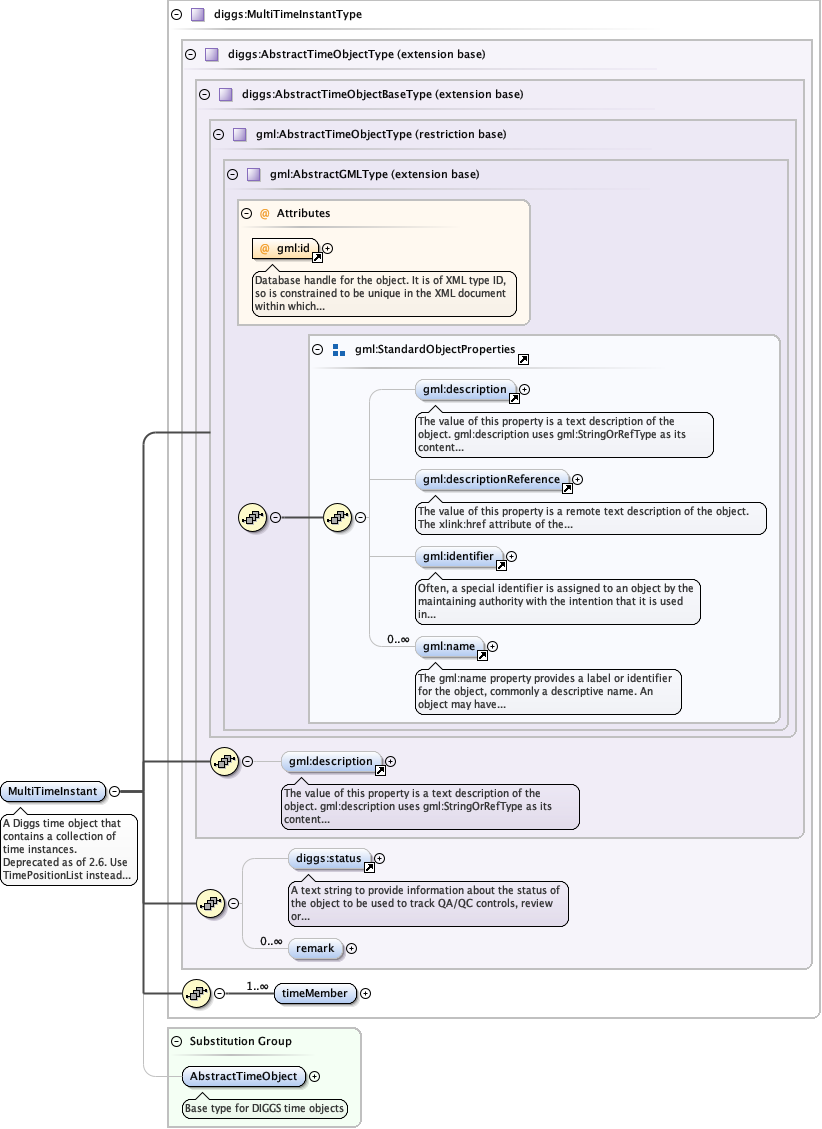 diggs:MultiTimeInstantType
diggs:AbstractTimeObjectType (extension base)
diggs:AbstractTimeObjectBaseType (extension base)
gml:AbstractTimeObjectType (restriction base)
gml:AbstractGMLType (extension base)
@ Attributes
@ gml:id
Database handle for the object. It is of XML type ID,
so is constrained to be unique in the XML document
within which...
gml:StandardObjectProperties
gml:description
The value of this property is a text description of the
object. gml:description uses gml:StringOrRefType as its
content...
gml:descriptionReference
The value of this property is a remote text description of the object.
The xlink:href attribute of the...
gml:identifier
Often, a special identifier is assigned to an object by the
maintaining authority with the intention that it is used
in...
0..∞
gml:name
The gml:name property provides a label or identifier
for the object, commonly a descriptive name. An
object may have...
gml:description
The value of this property is a text description of the
object. gml:description uses gml:StringOrRefType as its
content...
MultiTimeInstant
A Diggs time object that
contains a collection of
time instances.
Deprecated as of 2.6. Use
TimePositionList instead...
diggs:status
A text string to provide information about the status of
the object to be used to track QA/QC controls, review
or...
0..∞
remark
1..∞
timeMember
Substitution Group
AbstractTimeObject
Base type for DIGGS time objects